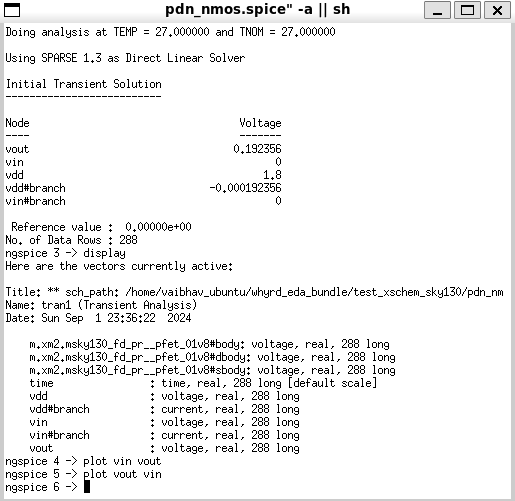 pdn_nmos.spice" -a || sh
Doing analysis at TEMP = 27.000000 and TNOM = 27.000000
Using SPARSE 1.3 as Direct Linear Solver
Initial Transient Solution
--------------------------
Node                                   Voltage
----                                   -------
vout                                  0.192356
vin                                          0
vdd                                        1.8
vdd#branch                        -0.000192356
vin#branch                                   0
Reference value :  0.00000e+00
No. of Data Rows : 288
ngspice 3 -> display
Here are the vectors currently active:
Title: ** sch_path: /home/vaibhav_ubuntu/whyrd_eda_bundle/test_xschem_sky130/pdn_nm
Name: tran1 (Transient Analysis)
Date: Sun Sep  1 23:36:22  2024
m.xm2.msky130_fd_pr__pfet_01v8#body: voltage, real, 288 long
m.xm2.msky130_fd_pr__pfet_01v8#dbody: voltage, real, 288 long
m.xm2.msky130_fd_pr__pfet_01v8#sbody: voltage, real, 288 long
time                : time, real, 288 long [default scale]
vdd                 : voltage, real, 288 long
vdd#branch          : current, real, 288 long
vin                 : voltage, real, 288 long
vin#branch          : current, real, 288 long
vout                : voltage, real, 288 long
ngspice 4 -> plot vin vout
ngspice 5 -> plot vout vin
ngspice 6 ->